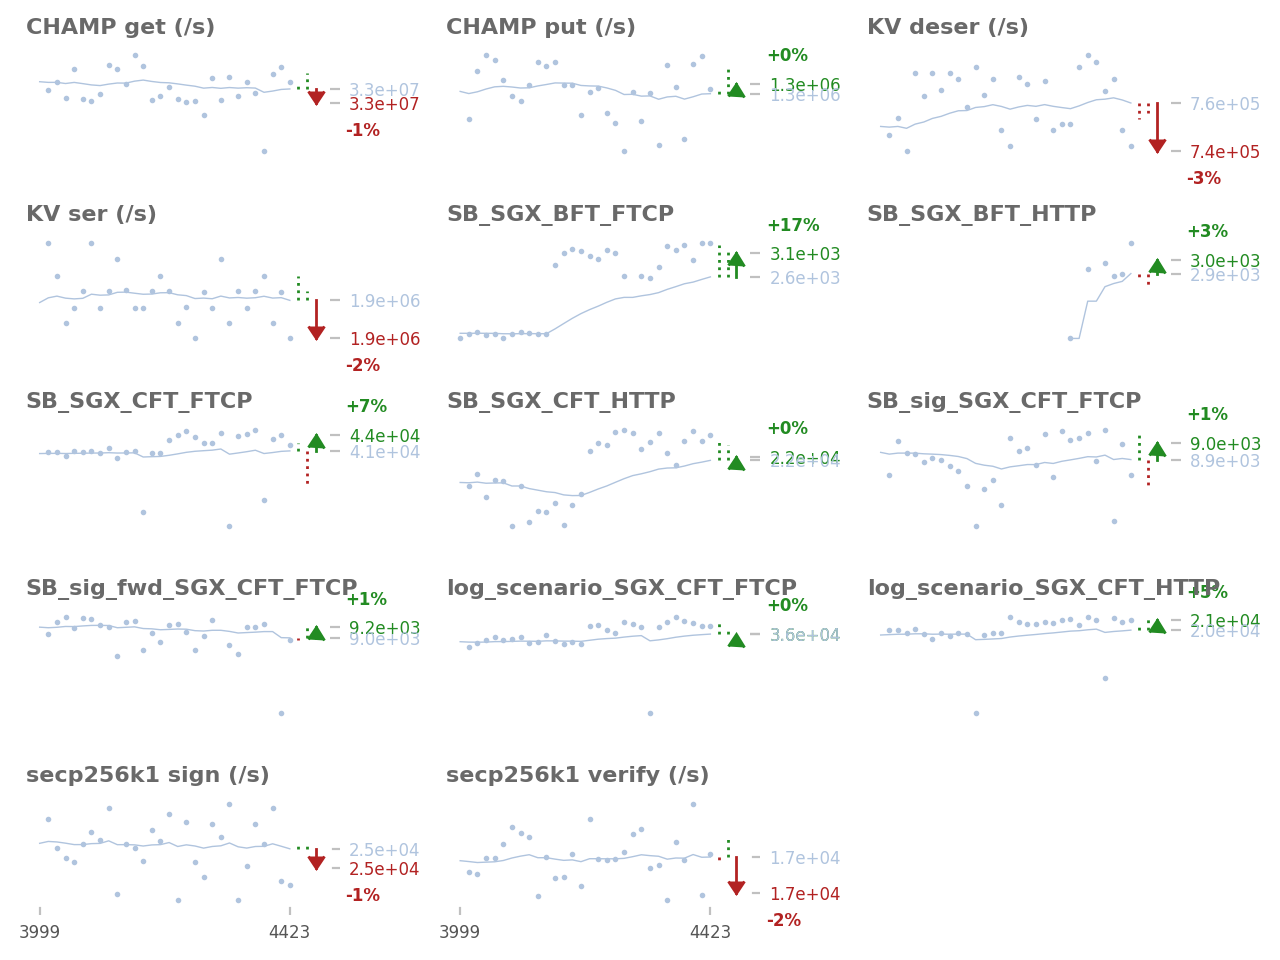 CHAMP get (/s)
3.3e+07
3.3e+07
-1%
CHAMP put (/s)
+0%
1.3e+06
1.3e+06
KV deser (/s)
7.6e+05
7.4e+05
-3%
KV ser (/s)
1.9e+06
1.9e+06
-2%
SB_SGX_BFT_FTCP
+17%
3.1e+03
2.6e+03
SB_SGX_BFT_HTTP
+3%
3.0e+03
2.9e+03
SB_SGX_CFT_FTCP
+7%
4.4e+04
4.1e+04
SB_SGX_CFT_HTTP
+0%
2.2e+04
2.2e+04
SB_sig_SGX_CFT_FTCP
+1%
9.0e+03
8.9e+03
SB_sig_fwd_SGX_CFT_FTCP
+1%
9.2e+03
9.0e+03
log_scenario_SGX_CFT_FTCP
+0%
3.6e+04
3.6e+04
log_scenario_SGX_CFT_HTTP
+5%
2.1e+04
2.0e+04
secp256k1 sign (/s)
2.5e+04
2.5e+04
-1%
3999
4423
secp256k1 verify (/s)
1.7e+04
1.7e+04
-2%
3999
4423